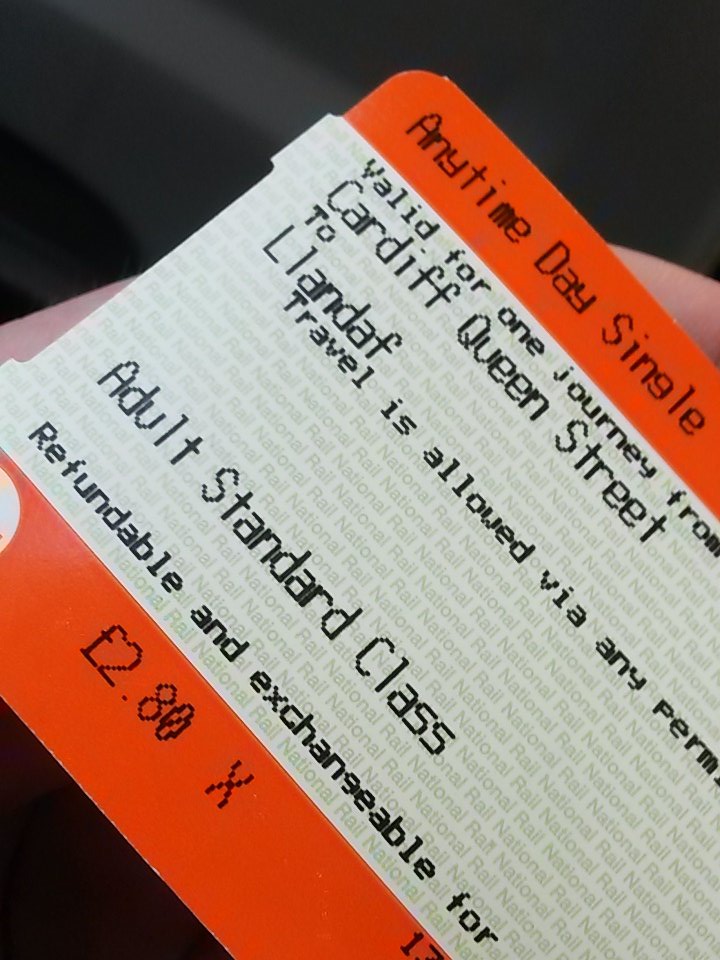 Anytime Day Single
Valid for one journey from
Cardiff Queen Street
To
Llandaf
Travel is allowed via any permi
Adult Standard Class
Refundable and exchangeable for
£2.80 X